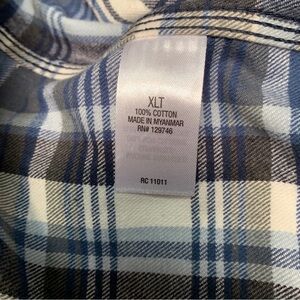 XLT
100% COTTON
MADE IN MYANMAR
RN# 129746
RC 11011